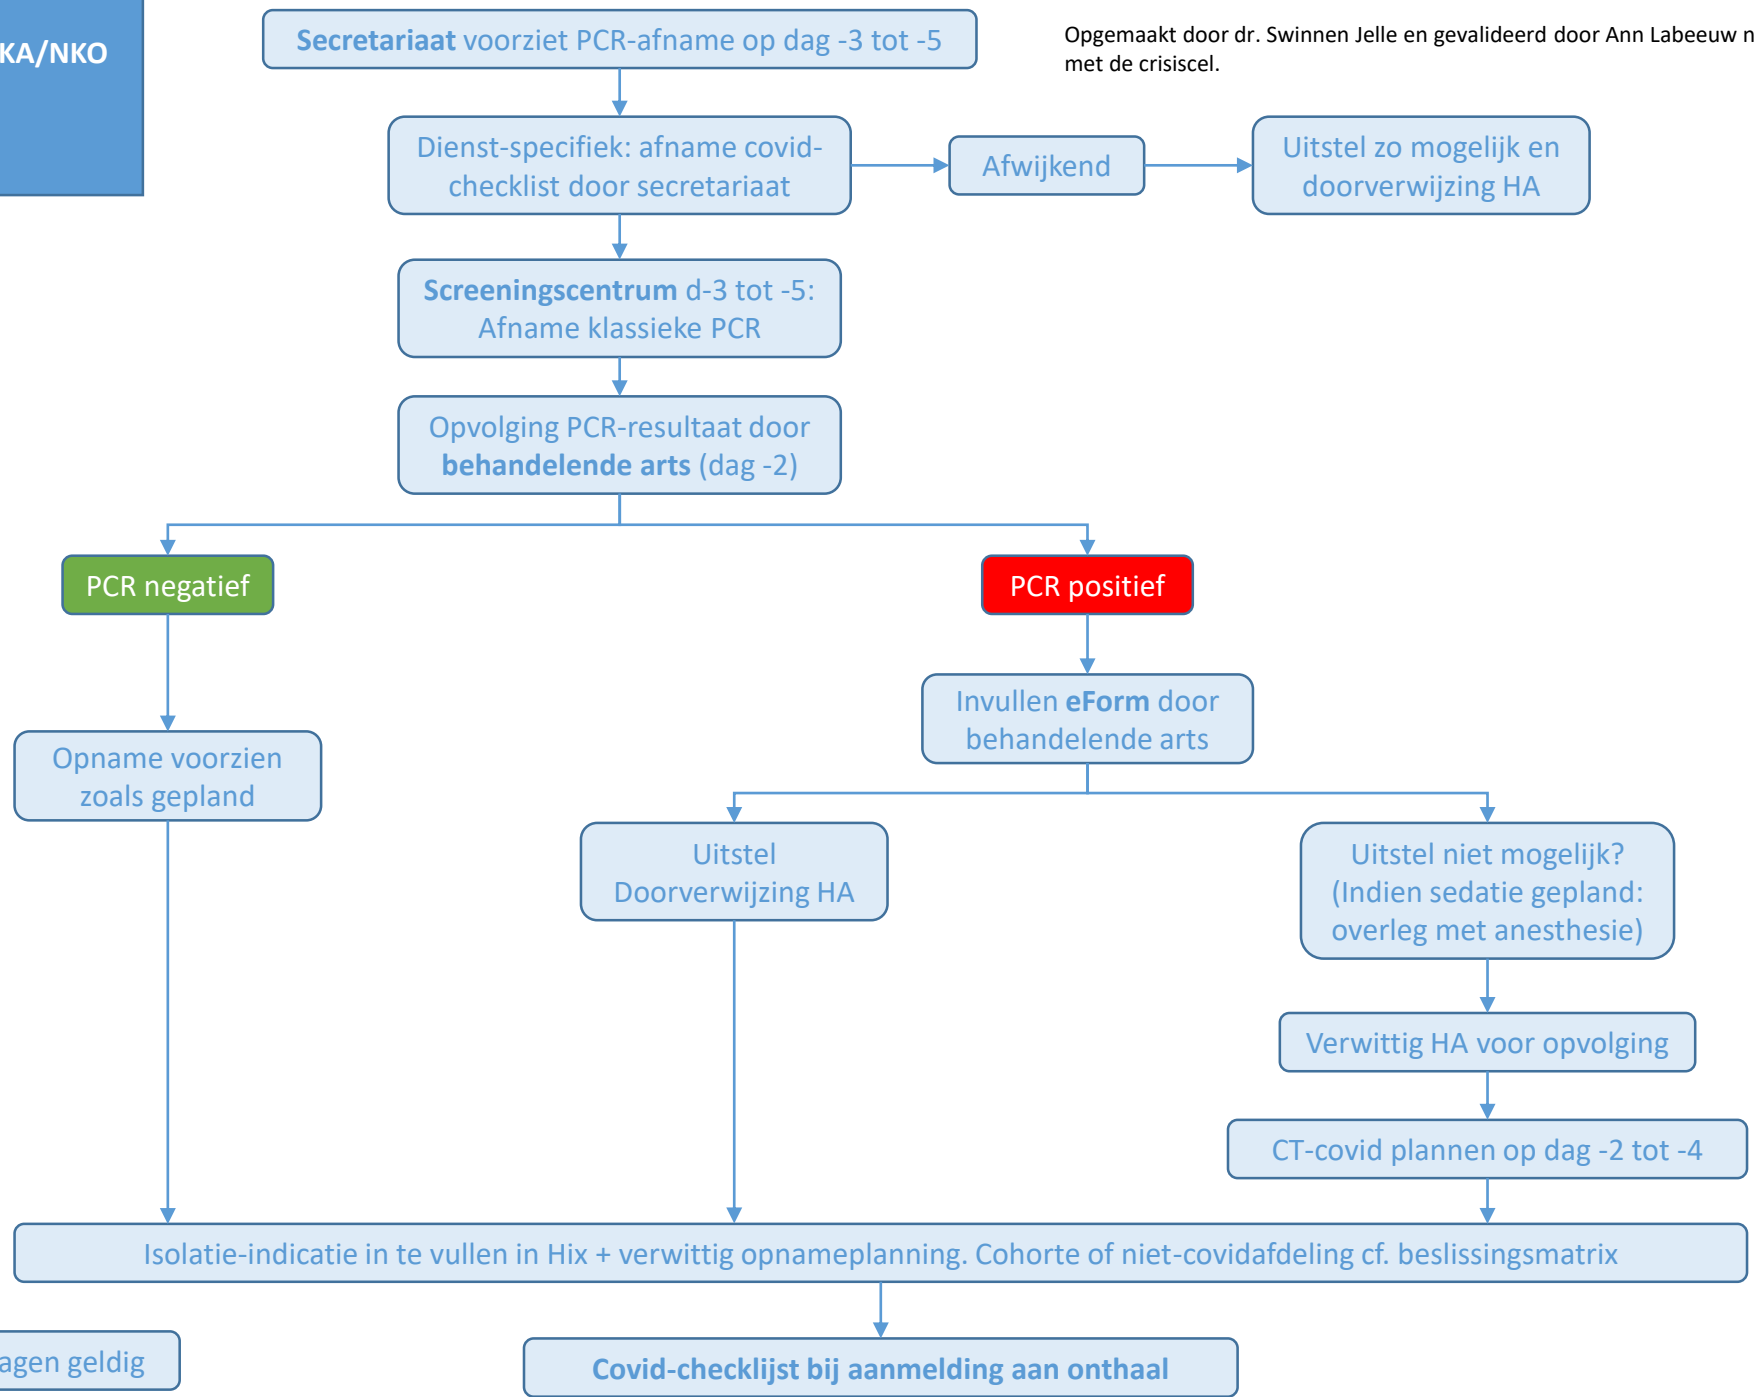 KA/NKO
Secretariaat voorziet PCR-afname op dag -3 tot -5
Opgemaakt door dr. Swinnen Jelle en gevalideerd door Ann Labeeuw n
met de crisiscel.
Dienst-specifiek: afname covid-
checklist door secretariaat
Afwijkend
Uitstel zo mogelijk en
doorverwijzing HA
Screeningscentrum d-3 tot -5:
Afname klassieke PCR
Opvolging PCR-resultaat door
behandelende arts (dag -2)
PCR negatief
PCR positief
Invullen eForm door
behandelende arts
Opname voorzien
zoals gepland
Uitstel
Doorverwijzing HA
Uitstel niet mogelijk?
(Indien sedatie gepland:
overleg met anesthesie)
Verwittig HA voor opvolging
CT-covid plannen op dag -2 tot -4
Isolatie-indicatie in te vullen in Hix + verwittig opnameplanning. Cohorte of niet-covidafdeling cf. beslissingsmatrix
agen geldig
Covid-checklijst bij aanmelding aan onthaal